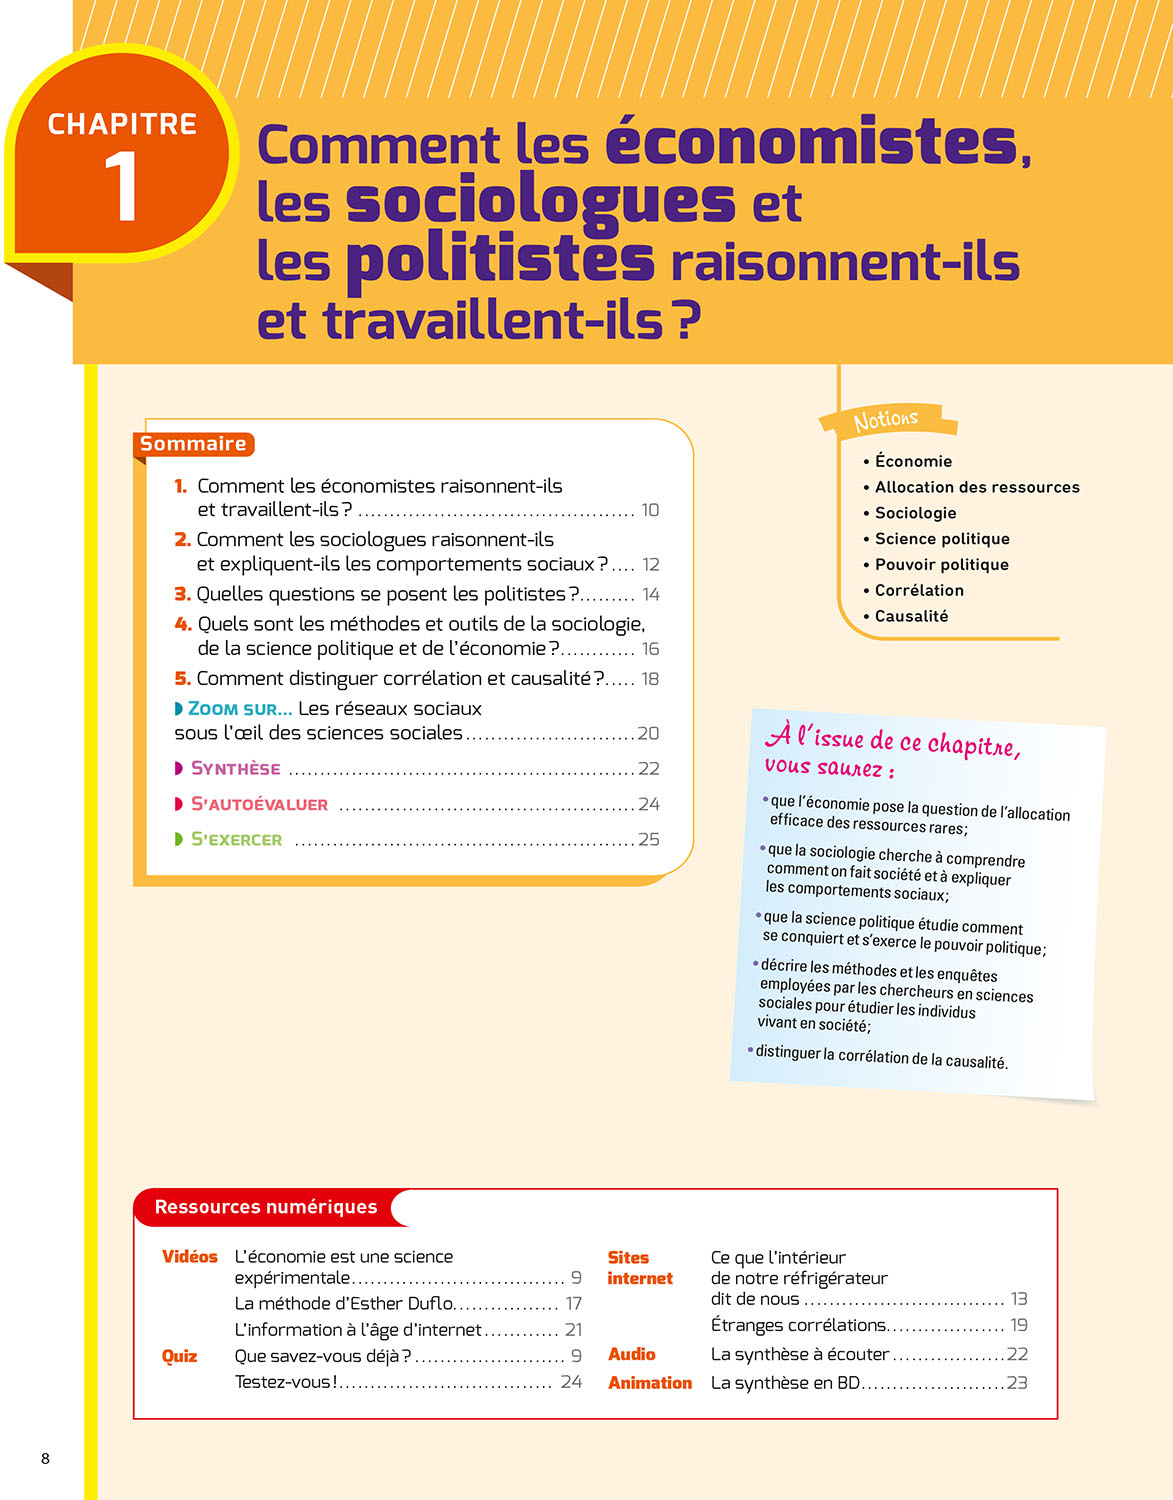 CHAPITRE
1
Comment les économistes,
les sociologues et
les politistes raisonnent-ils
et travaillent-ils ?
Sommaire
1. Comment les économistes raisonnent-ils
et travaillent-ils ? ............................................ 10
2. Comment les sociologues raisonnent-ils
et expliquent-ils les comportements sociaux ? .... 12
3. Quelles questions se posent les politistes ?......... 14
4. Quels sont les méthodes et outils de la sociologie,
de la science politique et de l'économie ?............ 16
5. Comment distinguer corrélation et causalité ?..... 18
ZOOM SUR... Les réseaux sociaux
sous l'œil des sciences sociales...........................20
SYNTHÈSE .......................................................22
S'AUTOÉVALUER ...............................................24
S'EXERCER ......................................................25
Notions
• Économie
• Allocation des ressources
• Sociologie
• Science politique
• Pouvoir politique
• Corrélation
• Causalité
À l'issue de ce chapitre,
vous saurez :
• que l'économie pose la question de l'allocation
efficace des ressources rares ;
• que la sociologie cherche à comprendre
comment on fait société et à expliquer
les comportements sociaux ;
• que la science politique étudie comment
se conquiert et s'exerce le pouvoir politique ;
• décrire les méthodes et les enquêtes
employées par les chercheurs en sciences
sociales pour étudier les individus
vivant en société ;
• distinguer la corrélation de la causalité.
Ressources numériques
Vidéos L'économie est une science
expérimentale.................................. 9
La méthode d'Esther Duflo................. 17
L'information à l'âge d'internet............ 21
Quiz Que savez-vous déjà ?........................ 9
Testez-vous !.................................. 24
Sites internet Ce que l'intérieur
de notre réfrigérateur
dit de nous ................................ 13
Étranges corrélations................... 19
Audio La synthèse à écouter ..................22
Animation La synthèse en BD.......................23
8